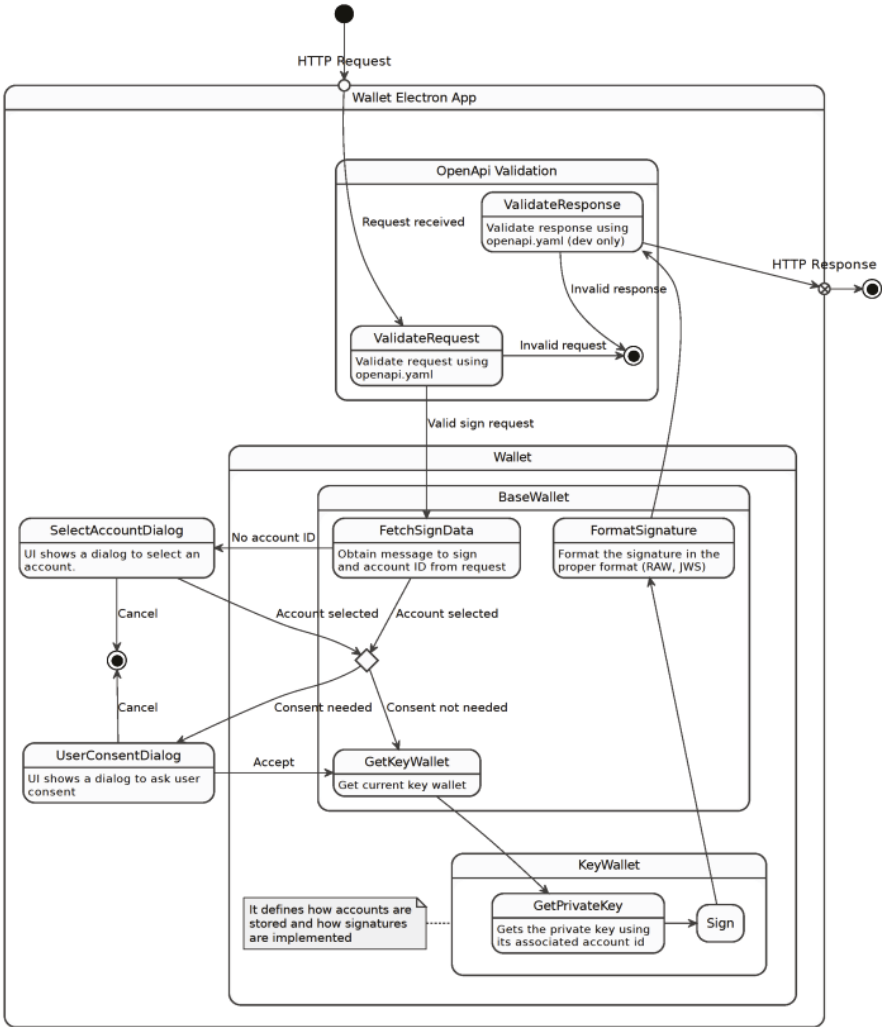 HTTP Request
Wallet Electron App
OpenApi Validation
ValidateResponse
Validate response using
openapi.yaml (dev only)
Request received
HTTP Response
Invalid response
ValidateRequest
Validate request using
openapi.yaml
Invalid request
Valid sign request
Wallet
BaseWallet
SelectAccountDialog
UI shows a dialog to select an
account.
No account ID
FetchSignData
Obtain message to sign
and account ID from request
FormatSignature
Format the signature in the
proper format (RAW, JWS)
Cancel
Account selected
Account selected
Cancel
Consent needed
Consent not needed
UserConsentDialog
UI shows a dialog to ask user
consent
Accept
GetKeyWallet
Get current key wallet
KeyWallet
It defines how accounts are
stored and how signatures
are implemented
GetPrivateKey
Gets the private key using
its associated account id
Sign